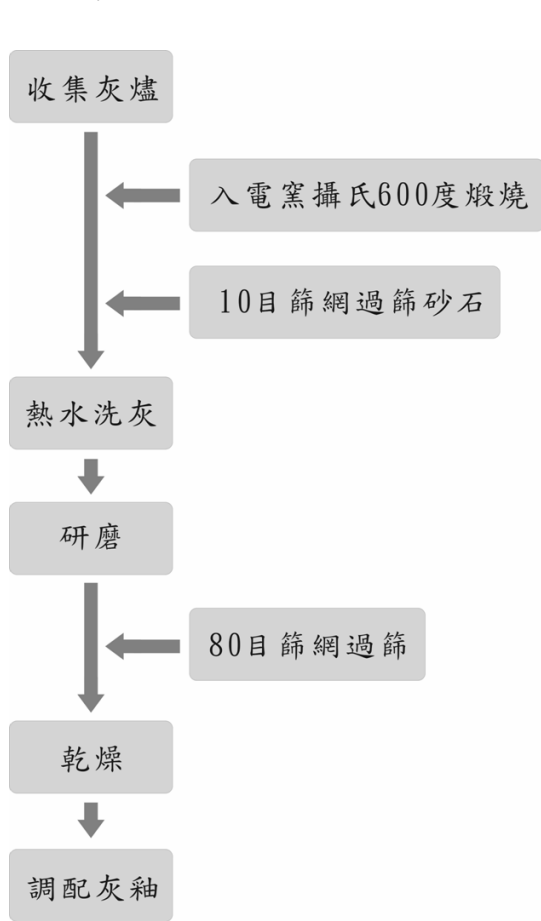 收集灰燼
入電窯攝氏600度煅燒
10目篩網過篩砂石
熱水洗灰
研磨
80目篩網過篩
乾燥
調配灰釉